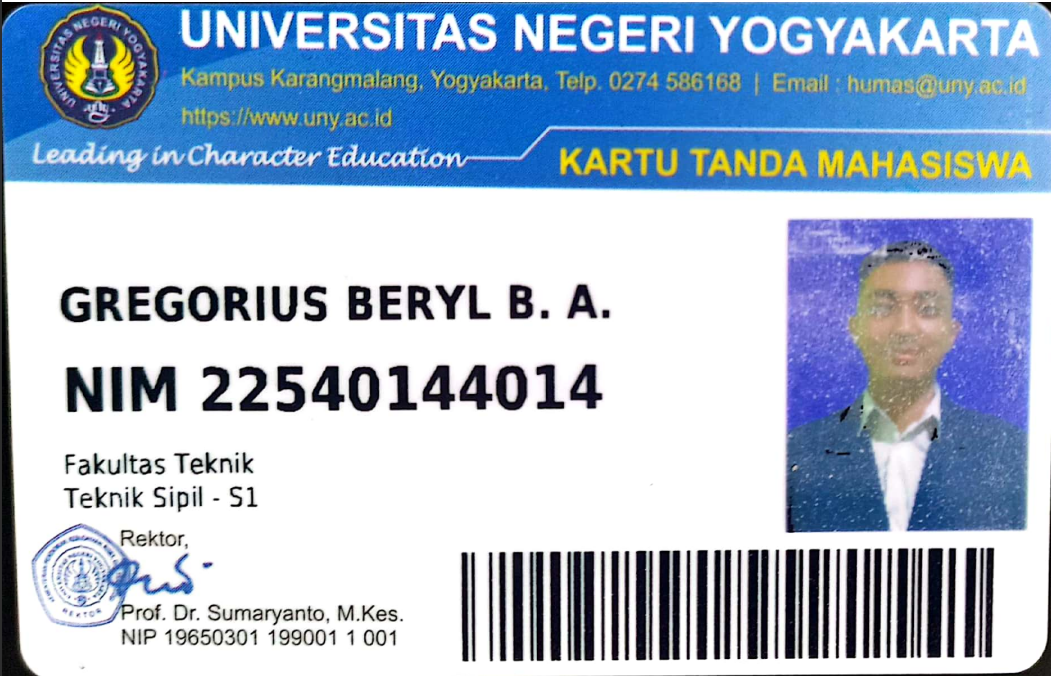 UNIVERSITAS NEGERI YOGYAKARTA
UNIVERSITAS NEGERI YOGYAKARTA
Kampus Karangmalang, Yogyakarta, Telp. 0274 586168 | Email : humas@uny.ac.id
https://www.uny.ac.id
Leading in Character Education
KARTU TANDA MAHASISWA
GREGORIUS BERYL B. A.
NIM 22540144014
Fakultas Teknik
Teknik Sipil - S1
Rektor,
REKTOR
Prof. Dr. Sumaryanto, M.Kes.
NIP 19650301 199001 1 001